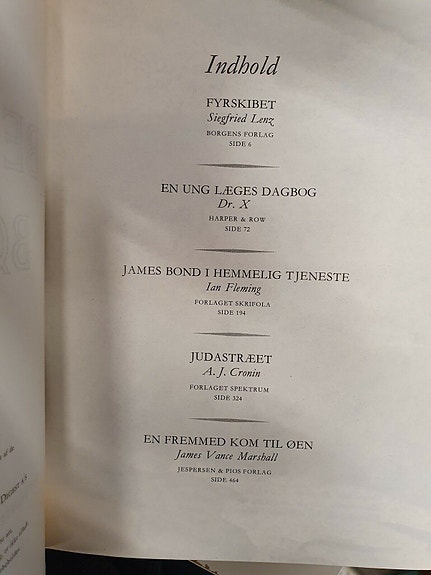 Indhold
FYRSKIBET
Siegfried Lenz
BORGENS FORLAG
SIDE 6
EN UNG LÆGES DAGBOG
Dr. X
HARPER & ROW
SIDE 72
JAMES BOND I HEMMELIG TJENESTE
Ian Fleming
FORLAGET SKRIFOLA
SIDE 194
JUDASTRÆET
A. J. Cronin
FORLAGET SPEKTRUM
SIDE 324
EN FREMMED KOM TIL ØEN
James Vance Marshall
JESPERSEN & PIOS FORLAG
SIDE 464